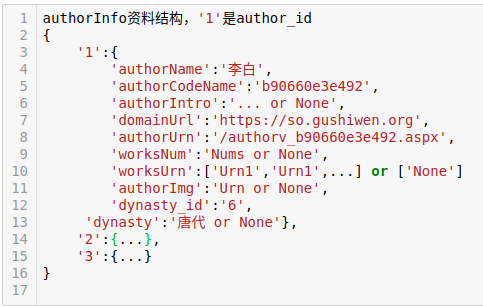 1 authorInfo资料结构，'1'是author_id
2 {
3     '1':{
4         'authorName':'李白',
5         'authorCodeName':'b90660e3e492',
6         'authorIntro':'... or None',
7         'domainUrl':'https://so.gushiwen.org',
8         'authorUrn':'/authorv_b90660e3e492.aspx',
9         'worksNum':'Nums or None',
10         'worksUrn':['Urn1','Urn1',...] or ['None']
11         'authorImg':'Urn or None',
12         'dynasty_id':'6',
13      'dynasty':'唐代 or None'},
14     '2':{...},
15     '3':{...}
16 }
17